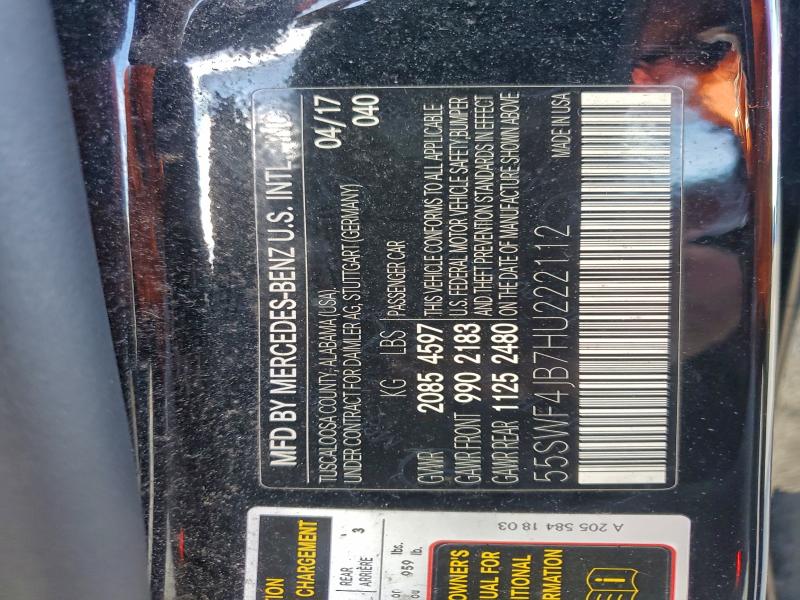 MFD BY MERCEDES-BENZ U.S. INTL., INC
TUSCALOOSA COUNTY, ALABAMA (USA), 04/17
UNDER CONTRACT FOR DAIMLER AG, STUTTGART (GERMANY) 040
KG LBS PASSENGER CAR
GVWR 2085 4597 THIS VEHICLE CONFORMS TO ALL APPLICABLE
GAWR FRONT 990 2183 U.S. FEDERAL MOTOR VEHICLE SAFETY, BUMPER
AND THEFT PREVENTION STANDARDS IN EFFECT
GAWR REAR 1125 2480 ON THE DATE OF MANUFACTURE SHOWN ABOVE.
55SWF4JB7HU222112 MADE IN USA
CHARGEMENT
REAR
ARRIÈRE 3
959 lb.
lbs.
OWNER'S
FOR
A 205 584 18 03